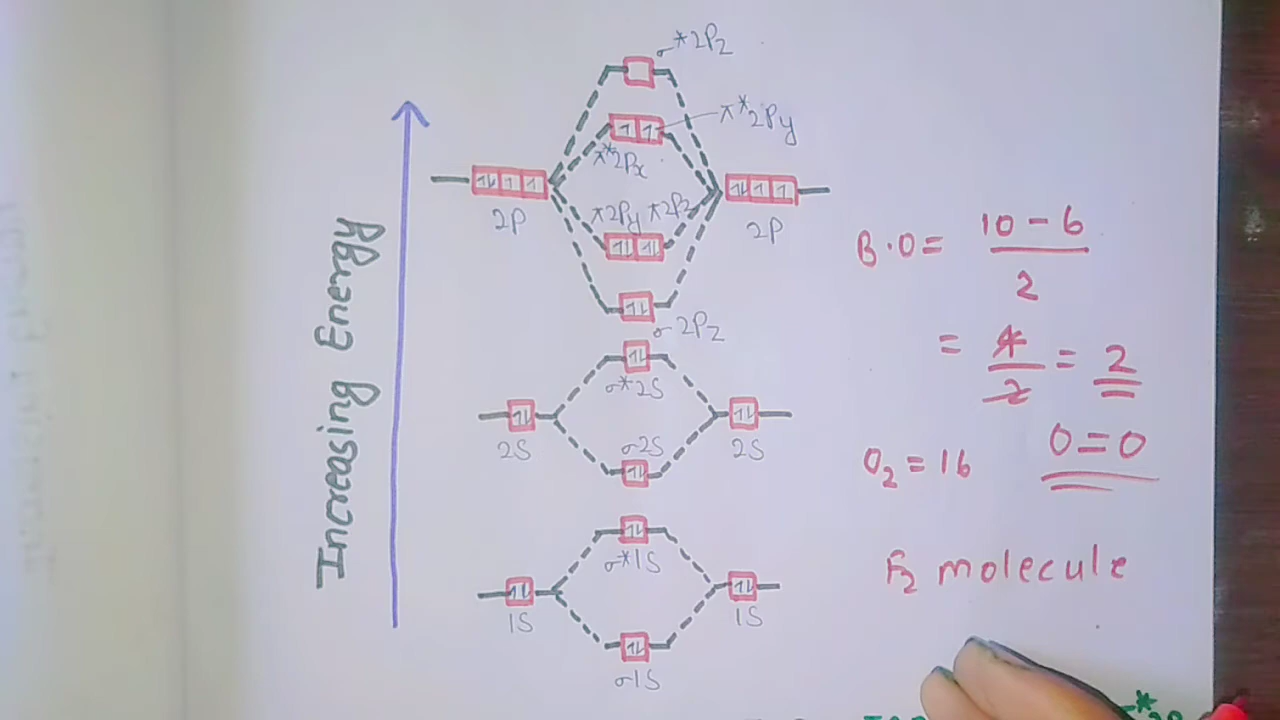 σ*2Pz
π*2Py
π*2Px
2P
π2Py π2Pz
2P
σ2Pz
σ*2S
2S
σ2S
2S
σ*1S
1S
1S
σ1S
Increasing Energy
B.O = 10 - 6
2
= 4/2 = 2
O2 = 16
O=O
F2 molecule